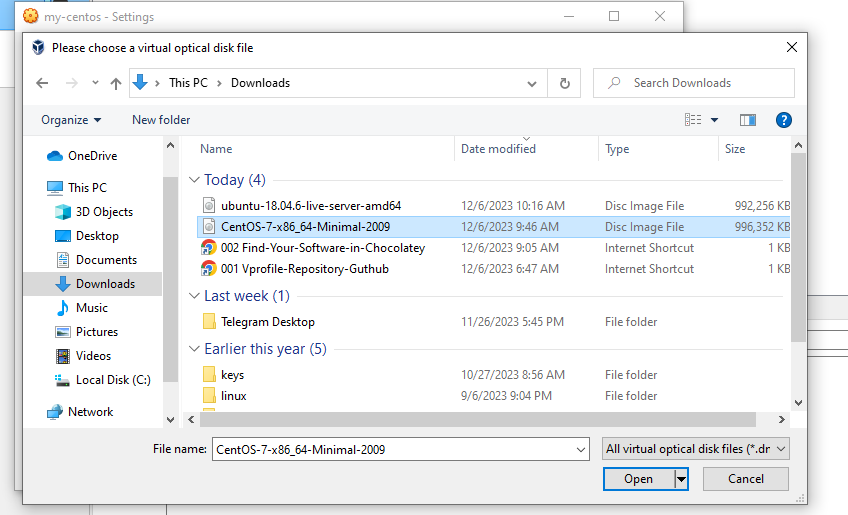 my-centos - Settings
Please choose a virtual optical disk file
This PC > Downloads
Search Downloads
Organize
New folder
Name
Date modified
Type
Size
OneDrive
This PC
3D Objects
Desktop
Documents
Downloads
Music
Pictures
Videos
Local Disk (C:)
Network
Today (4)
ubuntu-18.04.6-live-server-amd64 12/6/2023 10:16 AM Disc Image File 992,256 KB
CentOS-7-x86_64-Minimal-2009 12/6/2023 9:46 AM Disc Image File 996,352 KB
002 Find-Your-Software-in-Chocolatey 12/6/2023 9:05 AM Internet Shortcut 1 KB
001 Vprofile-Repository-Guthub 12/6/2023 6:47 AM Internet Shortcut 1 KB
Last week (1)
Telegram Desktop 11/26/2023 5:45 PM File folder
Earlier this year (5)
keys 10/27/2023 8:56 AM File folder
linux 9/6/2023 9:04 PM File folder
File name: CentOS-7-x86_64-Minimal-2009
All virtual optical disk files (*.dr
Open
Cancel